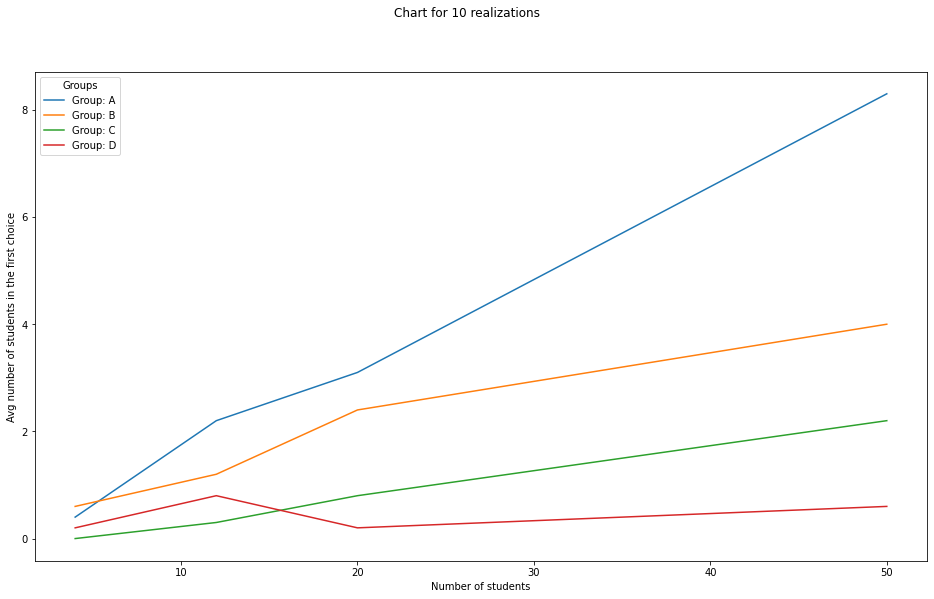 Chart for 10 realizations
Groups
Group: A
Group: B
Group: C
Group: D
Avg number of students in the first choice
8
6
4
2
0
10
20
30
40
50
Number of students